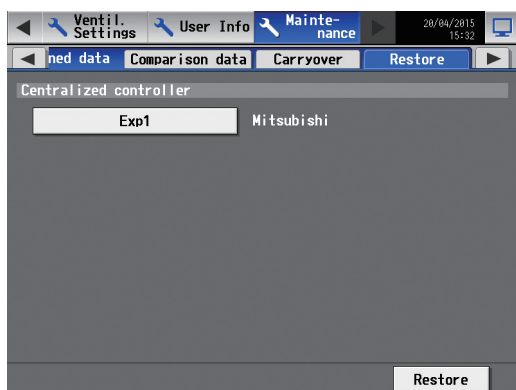 Ventil. Settings
User Info
Mainte-
nance
20/04/2015
15:32
ned data
Comparison data
Carryover
Restore
Centralized controller
Exp1
Mitsubishi
Restore